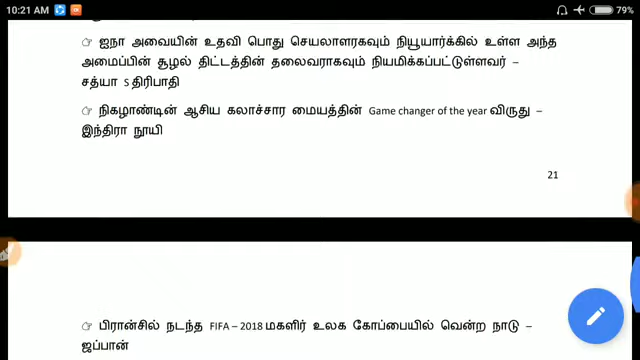 10:21 AM
79%
☞ ஐநா அவையின் உதவி பொது செயலாளரகவும் நியூயார்க்கில் உள்ள அந்த
அமைப்பின் சூழல் திட்டத்தின் தலைவராகவும் நியமிக்கப்பட்டுள்ளவர் –
சத்யா S திரிபாதி
☞ நிகழாண்டின் ஆசிய கலாச்சார மையத்தின் Game changer of the year விருது –
இந்திரா நூயி
21
☞ பிரான்சில் நடந்த FIFA – 2018 மகளிர் உலக கோப்பையில் வென்ற நாடு –
ஜப்பான்